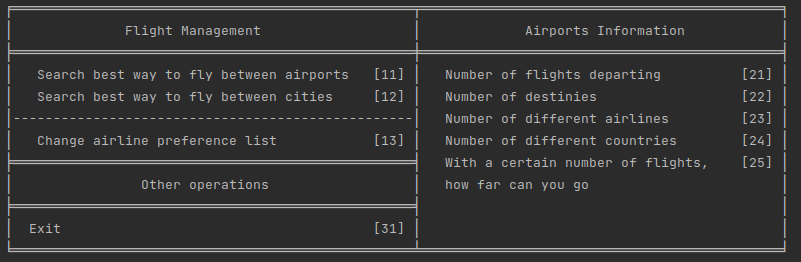 Flight Management
Search best way to fly between airports [11]
Search best way to fly between cities [12]
Change airline preference list [13]
Other operations
Exit [31]
Airports Information
Number of flights departing [21]
Number of destinies [22]
Number of different airlines [23]
Number of different countries [24]
With a certain number of flights, [25]
how far can you go